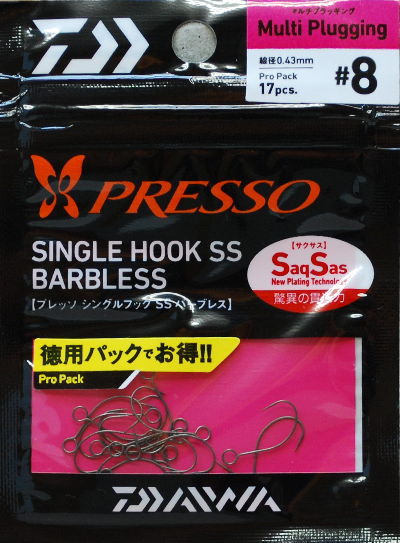 マルチプラッキング
Multi Plugging
線径0.43mm
Pro Pack
17pcs.
#8
PRESSO
SINGLE HOOK SS
BARBLESS
【プレッソ シングルフック SS バーブレス】
【サクサス】
SaqSas
New Plating Technology
驚異の貫通力
徳用パックでお得!!
Pro Pack
DAIWA